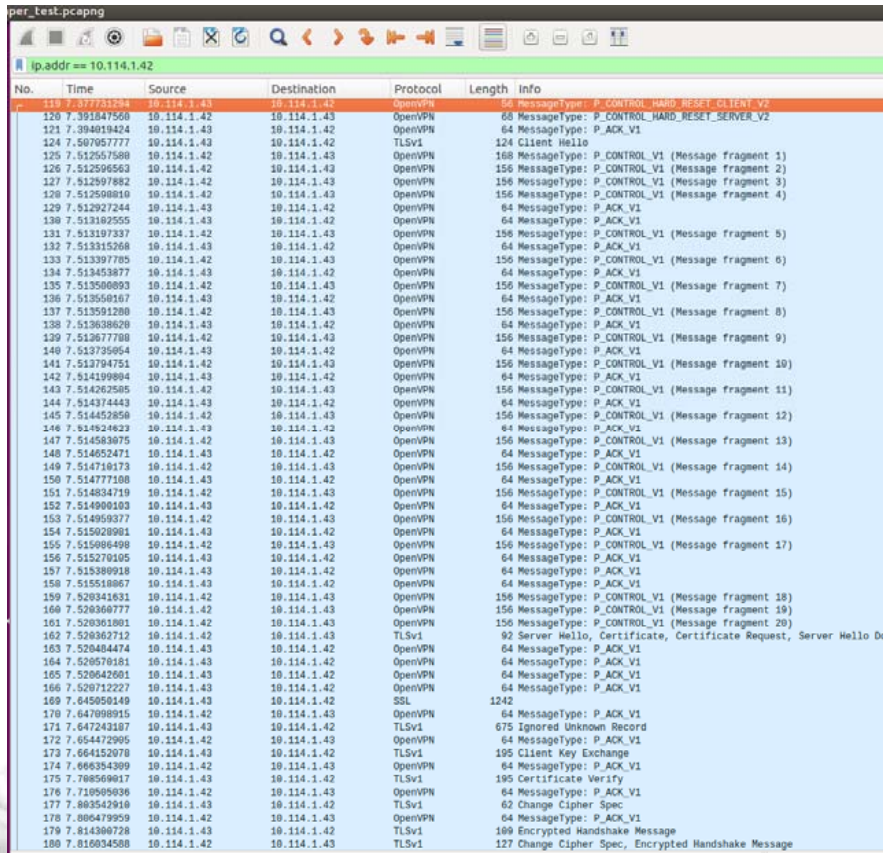 per_test.pcapng
ip.addr == 10.114.1.42
No. Time Source Destination Protocol Length Info
119 7.377731294 10.114.1.43 10.114.1.42 OpenVPN 56 MessageType: P_CONTROL_HARD_RESET_CLIENT_V2
120 7.391847560 10.114.1.42 10.114.1.43 OpenVPN 68 MessageType: P_CONTROL_HARD_RESET_SERVER_V2
121 7.394019424 10.114.1.43 10.114.1.42 OpenVPN 64 MessageType: P_ACK_V1
124 7.507057777 10.114.1.43 10.114.1.42 TLSv1 124 Client Hello
125 7.512557580 10.114.1.42 10.114.1.43 OpenVPN 168 MessageType: P_CONTROL_V1 (Message fragment 1)
126 7.512596563 10.114.1.42 10.114.1.43 OpenVPN 156 MessageType: P_CONTROL_V1 (Message fragment 2)
127 7.512597882 10.114.1.42 10.114.1.43 OpenVPN 156 MessageType: P_CONTROL_V1 (Message fragment 3)
128 7.512598810 10.114.1.42 10.114.1.43 OpenVPN 156 MessageType: P_CONTROL_V1 (Message fragment 4)
129 7.512927244 10.114.1.43 10.114.1.42 OpenVPN 64 MessageType: P_ACK_V1
130 7.513102555 10.114.1.43 10.114.1.42 OpenVPN 64 MessageType: P_ACK_V1
131 7.513197337 10.114.1.42 10.114.1.43 OpenVPN 156 MessageType: P_CONTROL_V1 (Message fragment 5)
132 7.513315268 10.114.1.43 10.114.1.42 OpenVPN 64 MessageType: P_ACK_V1
133 7.513397785 10.114.1.42 10.114.1.43 OpenVPN 156 MessageType: P_CONTROL_V1 (Message fragment 6)
134 7.513453877 10.114.1.43 10.114.1.42 OpenVPN 64 MessageType: P_ACK_V1
135 7.513500893 10.114.1.42 10.114.1.43 OpenVPN 156 MessageType: P_CONTROL_V1 (Message fragment 7)
136 7.513550167 10.114.1.43 10.114.1.42 OpenVPN 64 MessageType: P_ACK_V1
137 7.513591280 10.114.1.42 10.114.1.43 OpenVPN 156 MessageType: P_CONTROL_V1 (Message fragment 8)
138 7.513638620 10.114.1.43 10.114.1.42 OpenVPN 64 MessageType: P_ACK_V1
139 7.513677788 10.114.1.42 10.114.1.43 OpenVPN 156 MessageType: P_CONTROL_V1 (Message fragment 9)
140 7.513735054 10.114.1.43 10.114.1.42 OpenVPN 64 MessageType: P_ACK_V1
141 7.513794751 10.114.1.42 10.114.1.43 OpenVPN 156 MessageType: P_CONTROL_V1 (Message fragment 10)
142 7.514199804 10.114.1.43 10.114.1.42 OpenVPN 64 MessageType: P_ACK_V1
143 7.514262505 10.114.1.42 10.114.1.43 OpenVPN 156 MessageType: P_CONTROL_V1 (Message fragment 11)
144 7.514374443 10.114.1.43 10.114.1.42 OpenVPN 64 MessageType: P_ACK_V1
145 7.514452850 10.114.1.42 10.114.1.43 OpenVPN 156 MessageType: P_CONTROL_V1 (Message fragment 12)
146 7.514524623 10.114.1.43 10.114.1.42 OpenVPN 64 MessageType: P_ACK_V1
147 7.514583075 10.114.1.42 10.114.1.43 OpenVPN 156 MessageType: P_CONTROL_V1 (Message fragment 13)
148 7.514652471 10.114.1.43 10.114.1.42 OpenVPN 64 MessageType: P_ACK_V1
149 7.514710173 10.114.1.42 10.114.1.43 OpenVPN 156 MessageType: P_CONTROL_V1 (Message fragment 14)
150 7.514777108 10.114.1.43 10.114.1.42 OpenVPN 64 MessageType: P_ACK_V1
151 7.514834719 10.114.1.42 10.114.1.43 OpenVPN 156 MessageType: P_CONTROL_V1 (Message fragment 15)
152 7.514900103 10.114.1.43 10.114.1.42 OpenVPN 64 MessageType: P_ACK_V1
153 7.514959377 10.114.1.42 10.114.1.43 OpenVPN 156 MessageType: P_CONTROL_V1 (Message fragment 16)
154 7.515028981 10.114.1.43 10.114.1.42 OpenVPN 64 MessageType: P_ACK_V1
155 7.515086498 10.114.1.42 10.114.1.43 OpenVPN 156 MessageType: P_CONTROL_V1 (Message fragment 17)
156 7.515270105 10.114.1.43 10.114.1.42 OpenVPN 64 MessageType: P_ACK_V1
157 7.515380918 10.114.1.43 10.114.1.42 OpenVPN 64 MessageType: P_ACK_V1
158 7.515518067 10.114.1.43 10.114.1.42 OpenVPN 64 MessageType: P_ACK_V1
159 7.520341631 10.114.1.42 10.114.1.43 OpenVPN 156 MessageType: P_CONTROL_V1 (Message fragment 18)
160 7.520360777 10.114.1.42 10.114.1.43 OpenVPN 156 MessageType: P_CONTROL_V1 (Message fragment 19)
161 7.520361801 10.114.1.42 10.114.1.43 OpenVPN 156 MessageType: P_CONTROL_V1 (Message fragment 20)
162 7.520362712 10.114.1.42 10.114.1.43 TLSv1 92 Server Hello, Certificate, Certificate Request, Server Hello Do
163 7.520484474 10.114.1.43 10.114.1.42 OpenVPN 64 MessageType: P_ACK_V1
164 7.520570181 10.114.1.43 10.114.1.42 OpenVPN 64 MessageType: P_ACK_V1
165 7.520642601 10.114.1.43 10.114.1.42 OpenVPN 64 MessageType: P_ACK_V1
166 7.520712227 10.114.1.43 10.114.1.42 OpenVPN 64 MessageType: P_ACK_V1
169 7.645050149 10.114.1.43 10.114.1.42 SSL 1242
170 7.647098915 10.114.1.42 10.114.1.43 OpenVPN 64 MessageType: P_ACK_V1
171 7.647243187 10.114.1.43 10.114.1.42 TLSv1 675 Ignored Unknown Record
172 7.654472905 10.114.1.42 10.114.1.43 OpenVPN 64 MessageType: P_ACK_V1
173 7.664152078 10.114.1.43 10.114.1.42 TLSv1 195 Client Key Exchange
174 7.666354309 10.114.1.42 10.114.1.43 OpenVPN 64 MessageType: P_ACK_V1
175 7.708569017 10.114.1.43 10.114.1.42 TLSv1 195 Certificate Verify
176 7.710505036 10.114.1.42 10.114.1.43 OpenVPN 64 MessageType: P_ACK_V1
177 7.803542910 10.114.1.43 10.114.1.42 TLSv1 62 Change Cipher Spec
178 7.806479959 10.114.1.42 10.114.1.43 OpenVPN 64 MessageType: P_ACK_V1
179 7.814300728 10.114.1.43 10.114.1.42 TLSv1 109 Encrypted Handshake Message
180 7.816034588 10.114.1.42 10.114.1.43 TLSv1 127 Change Cipher Spec, Encrypted Handshake Message